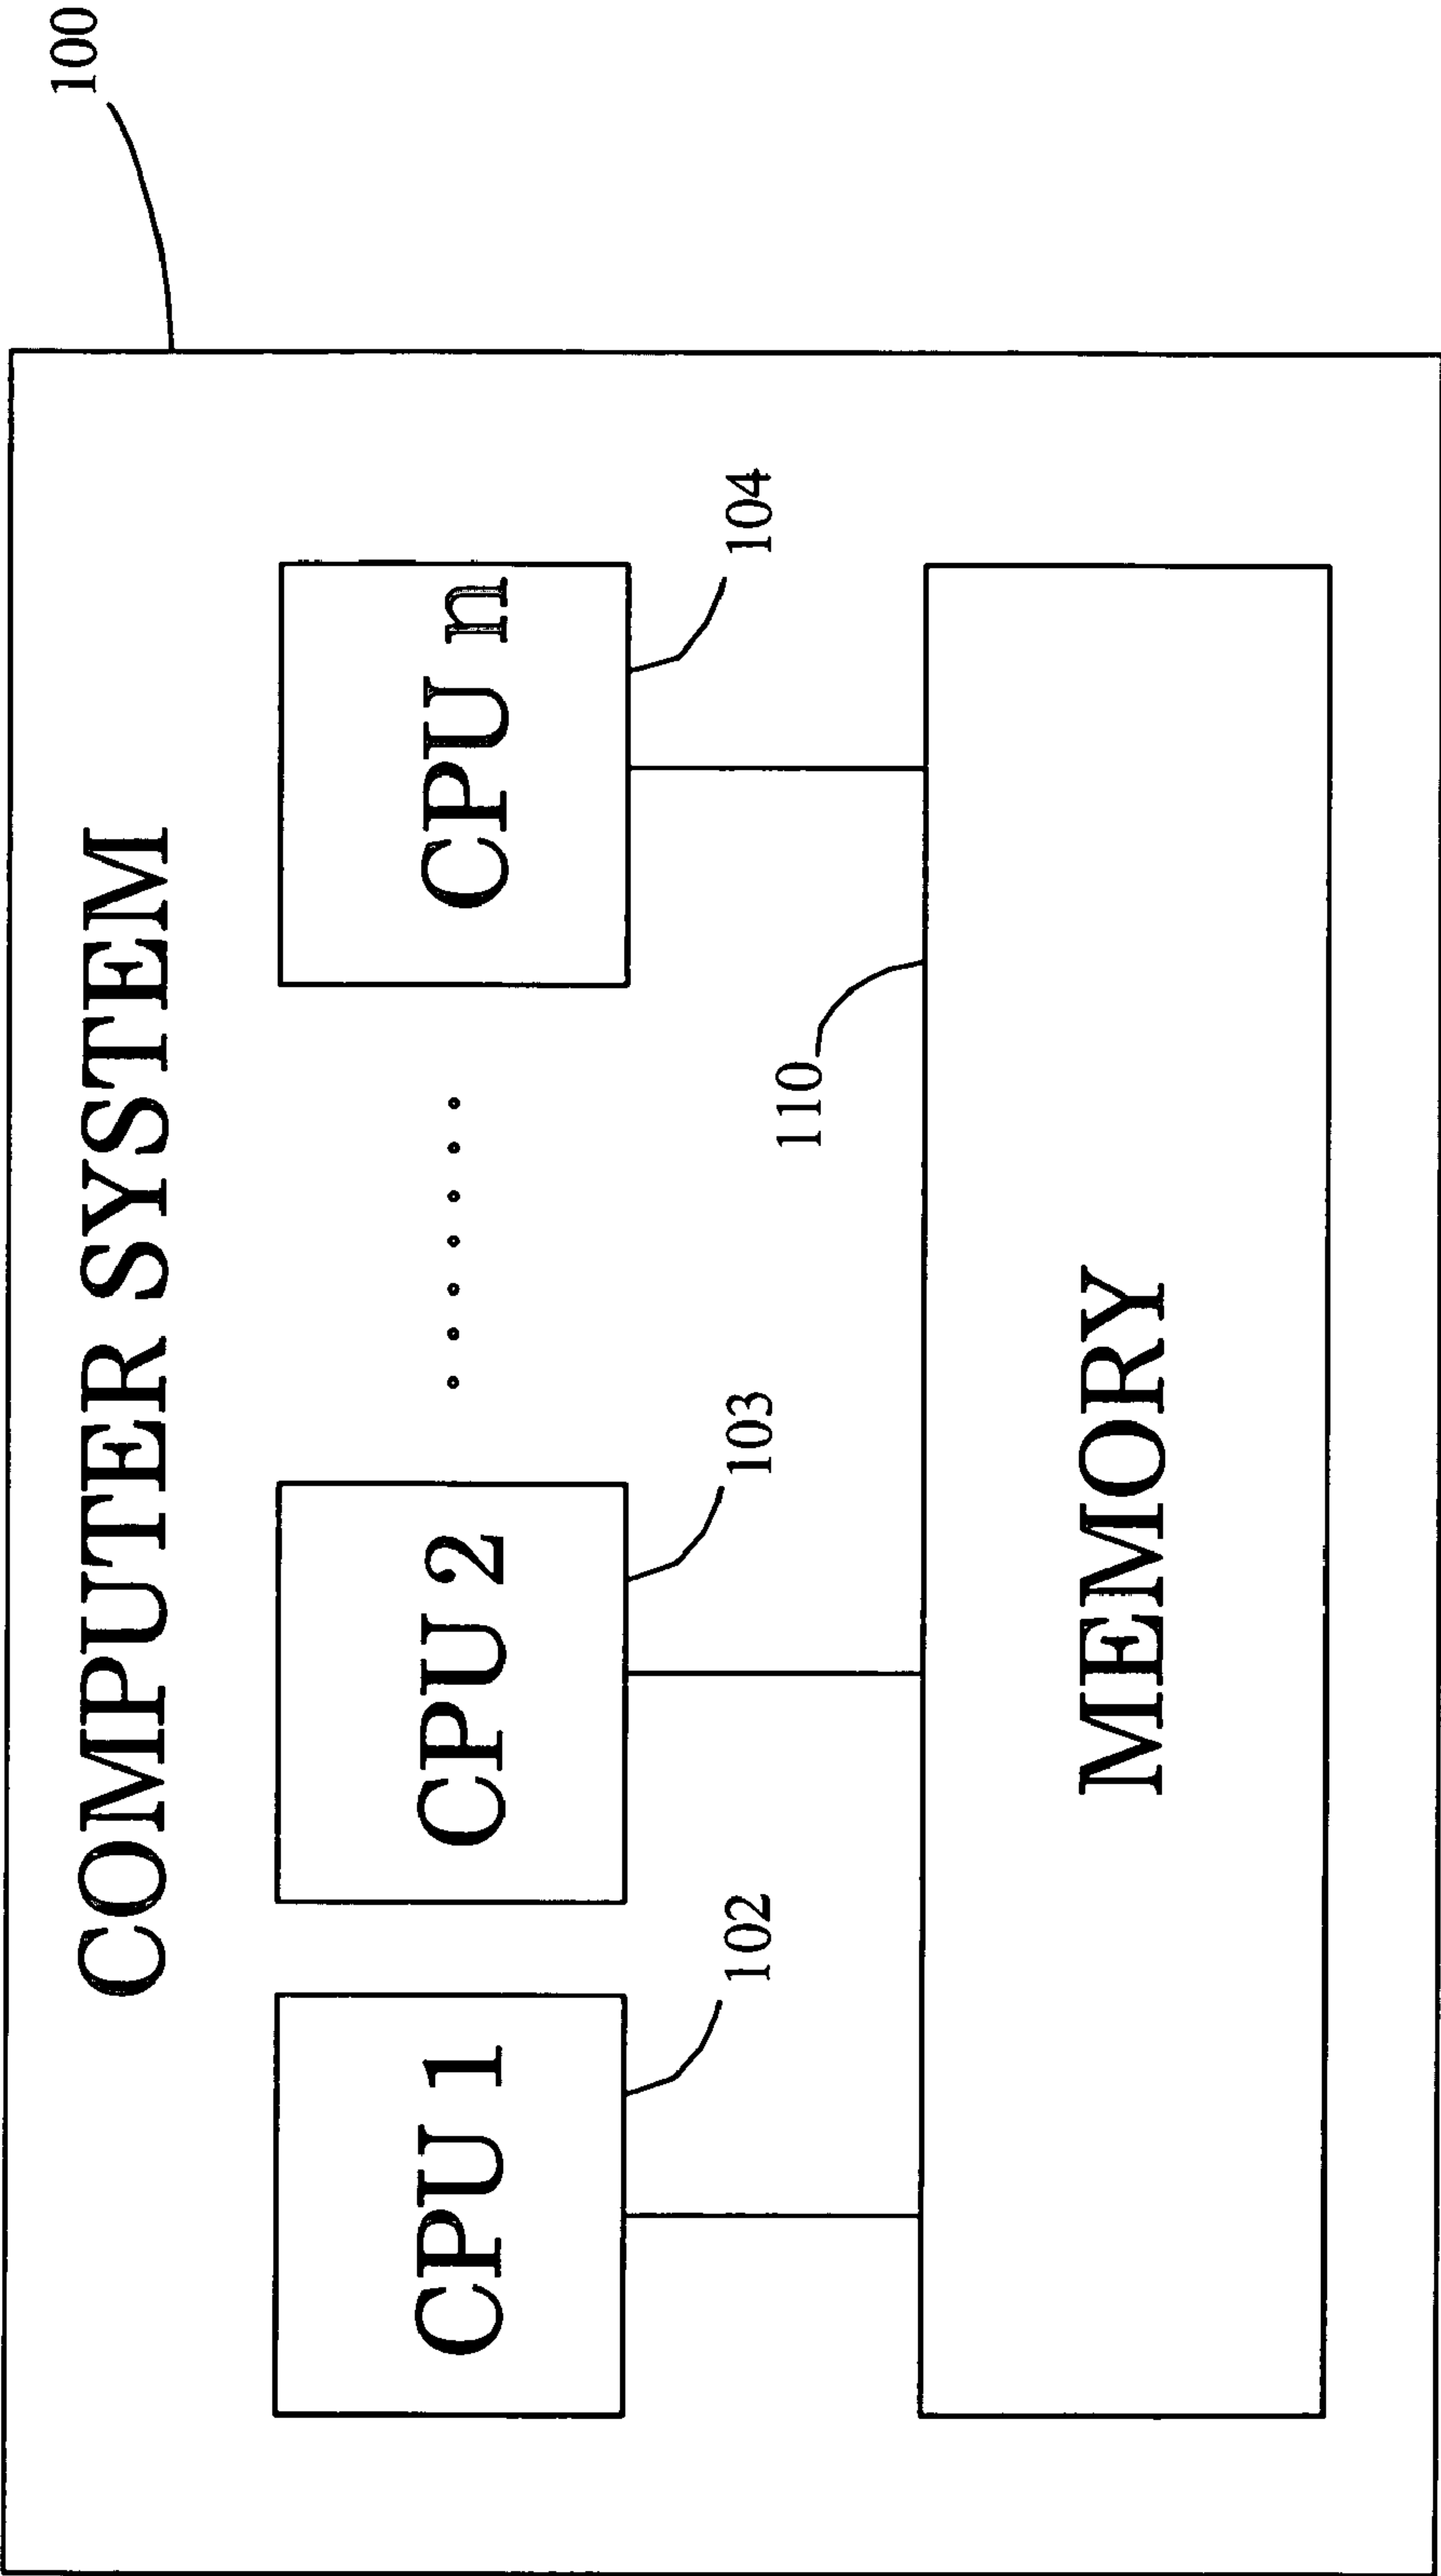 100
COMPUTER SYSTEM
CPU 1
CPU 2
CPU n
102
103
104
110
MEMORY